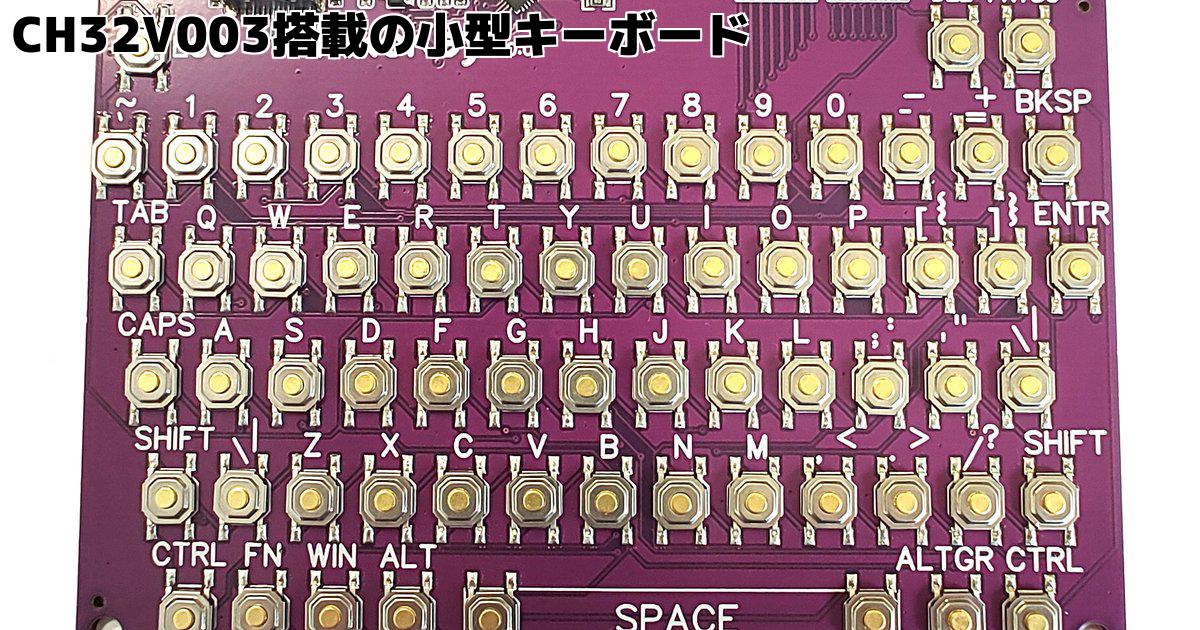 CH32V003搭載の小型キーボード
~ 1 2 3 4 5 6 7 8 9 0 - + = BKSP
TAB Q W E R T Y U I O P [ { ] } ENTR
CAPS A S D F G H J K L ; : ' " \ |
SHIFT \ | Z X C V B N M , < . > / ? SHIFT
CTRL FN WIN ALT ALTGR CTRL
SPACE